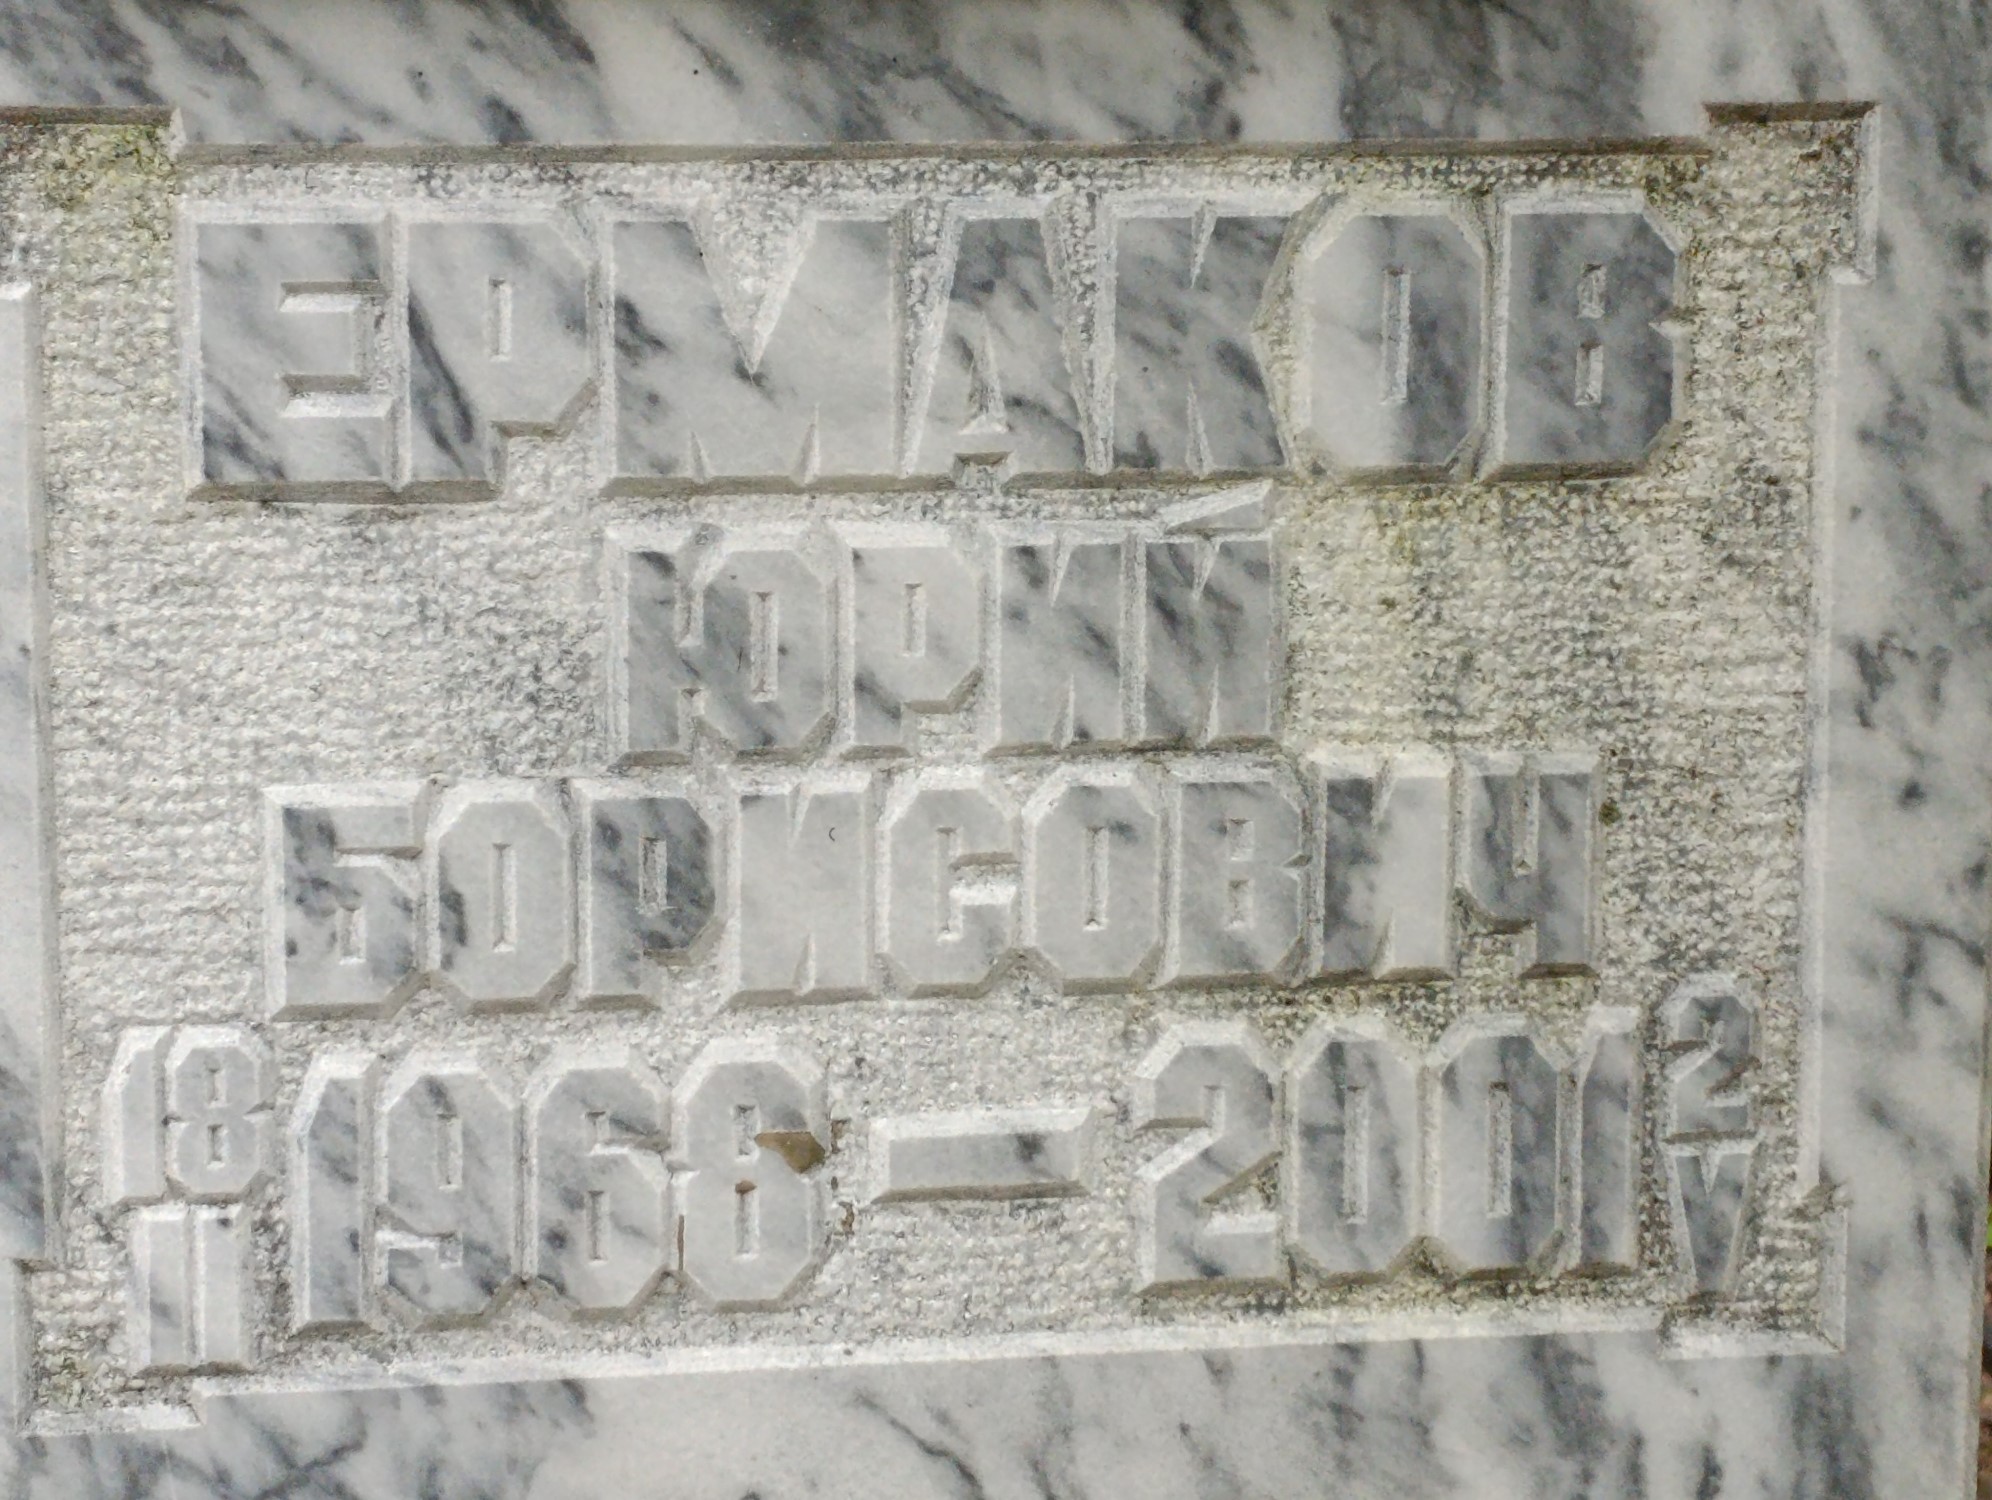 ЕРМАКОВ
ЮРИЙ
БОРИСОВИЧ
18 II 1968 — 2001 2 V